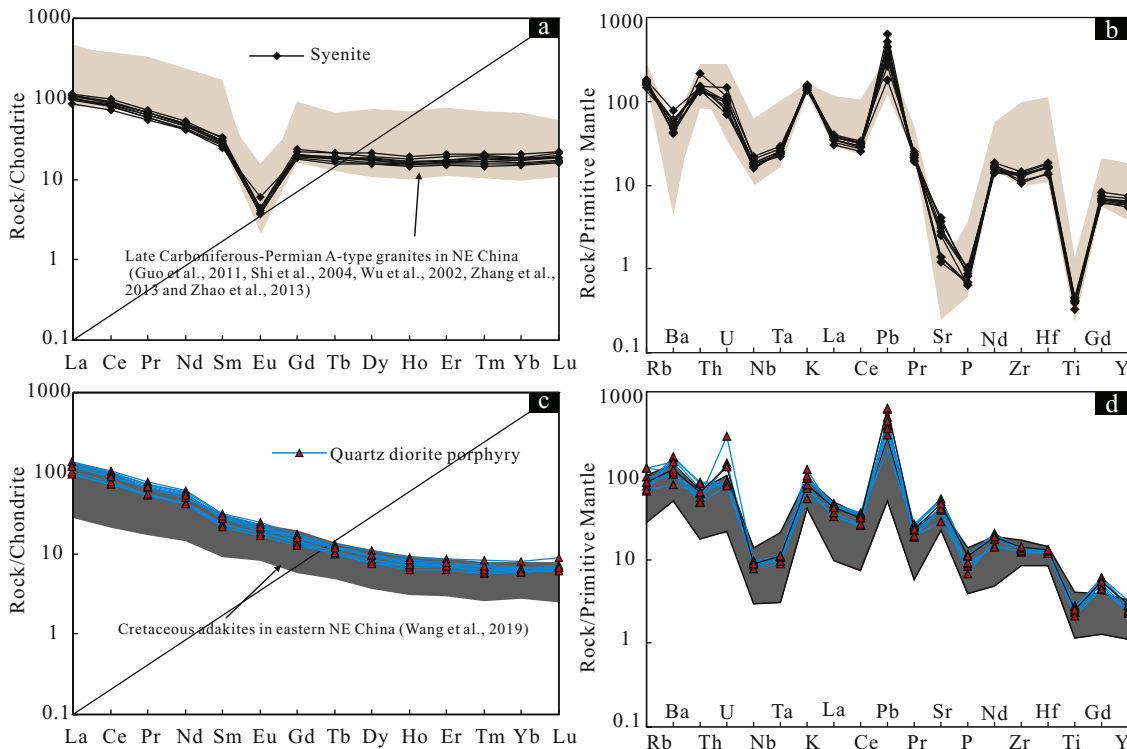 a
Rock/Chondrite
1000
100
10
1
0.1
Syenite
Late Carboniferous-Permian A-type granites in NE China
(Guo et al., 2011, Shi et al., 2004, Wu et al., 2002, Zhang et al.,
2013 and Zhao et al., 2013)
La Ce Pr Nd Sm Eu Gd Tb Dy Ho Er Tm Yb Lu
b
Rock/Primitive Mantle
1000
100
10
1
0.1
Ba U Ta La Pb Sr Nd Hf Gd
Rb Th Nb K Ce Pr P Zr Ti Y
c
Rock/Chondrite
1000
100
10
1
0.1
Quartz diorite porphyry
Cretaceous adakites in eastern NE China (Wang et al., 2019)
La Ce Pr Nd Sm Eu Gd Tb Dy Ho Er Tm Yb Lu
d
Rock/Primitive Mantle
1000
100
10
1
0.1
Ba U Ta La Pb Sr Nd Hf Gd
Rb Th Nb K Ce Pr P Zr Ti Y